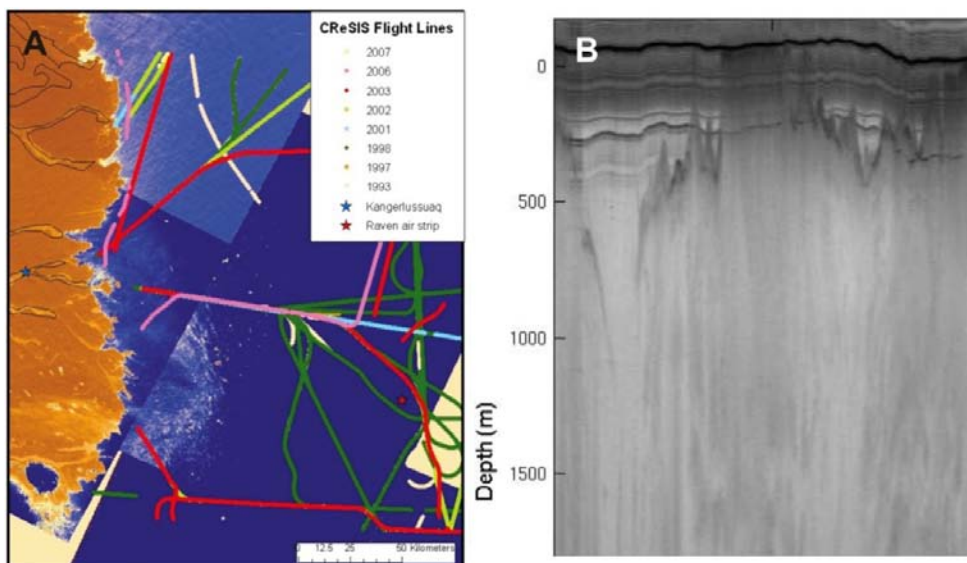 A
CReSIS Flight Lines
2007
2006
2003
2002
2001
1998
1997
1993
Kangerlussuaq
Raven air strip
0 12.5 25 50 Kilometers
B
0
500
1000
1500
Depth (m)